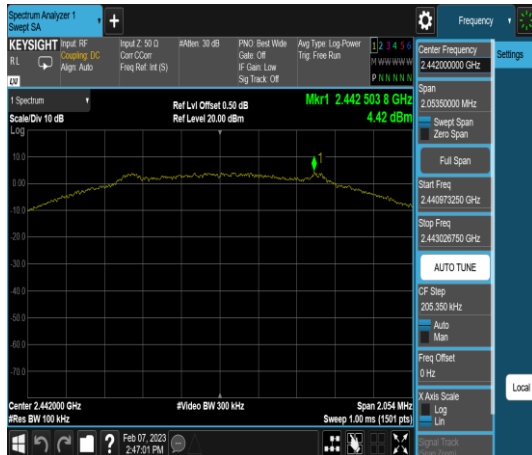 Spectrum Analyzer 1
Swept SA
Frequency
KEYSIGHT
RL
LXI
Input: RF
Coupling: DC
Align: Auto
Input Z: 50 Ω
Corr CCorr
Freq Ref: Int (S)
#Atten: 30 dB
PNO: Best Wide
Gate: Off
IF Gain: Low
Sig Track: Off
Avg Type: Log-Power
Trig: Free Run
1 2 3 4 5 6
M W W W W W
P N N N N N
Settings
1 Spectrum
Scale/Div 10 dB
Ref Lvl Offset 0.50 dB
Ref Level 20.00 dBm
Mkr1 2.442 503 8 GHz
4.42 dBm
Log
1
10.0
0.00
-10.0
-20.0
-30.0
-40.0
-50.0
-60.0
-70.0
Center 2.442000 GHz
#Res BW 100 kHz
#Video BW 300 kHz
Span 2.054 MHz
Sweep 1.00 ms (1501 pts)
Center Frequency
2.442000000 GHz
Span
2.05350000 MHz
Swept Span
Zero Span
Full Span
Start Freq
2.440973250 GHz
Stop Freq
2.443026750 GHz
AUTO TUNE
CF Step
205.350 kHz
Auto
Man
Freq Offset
0 Hz
X Axis Scale
Log
Lin
Signal Track
Local
?
Feb 07, 2023
2:47:01 PM